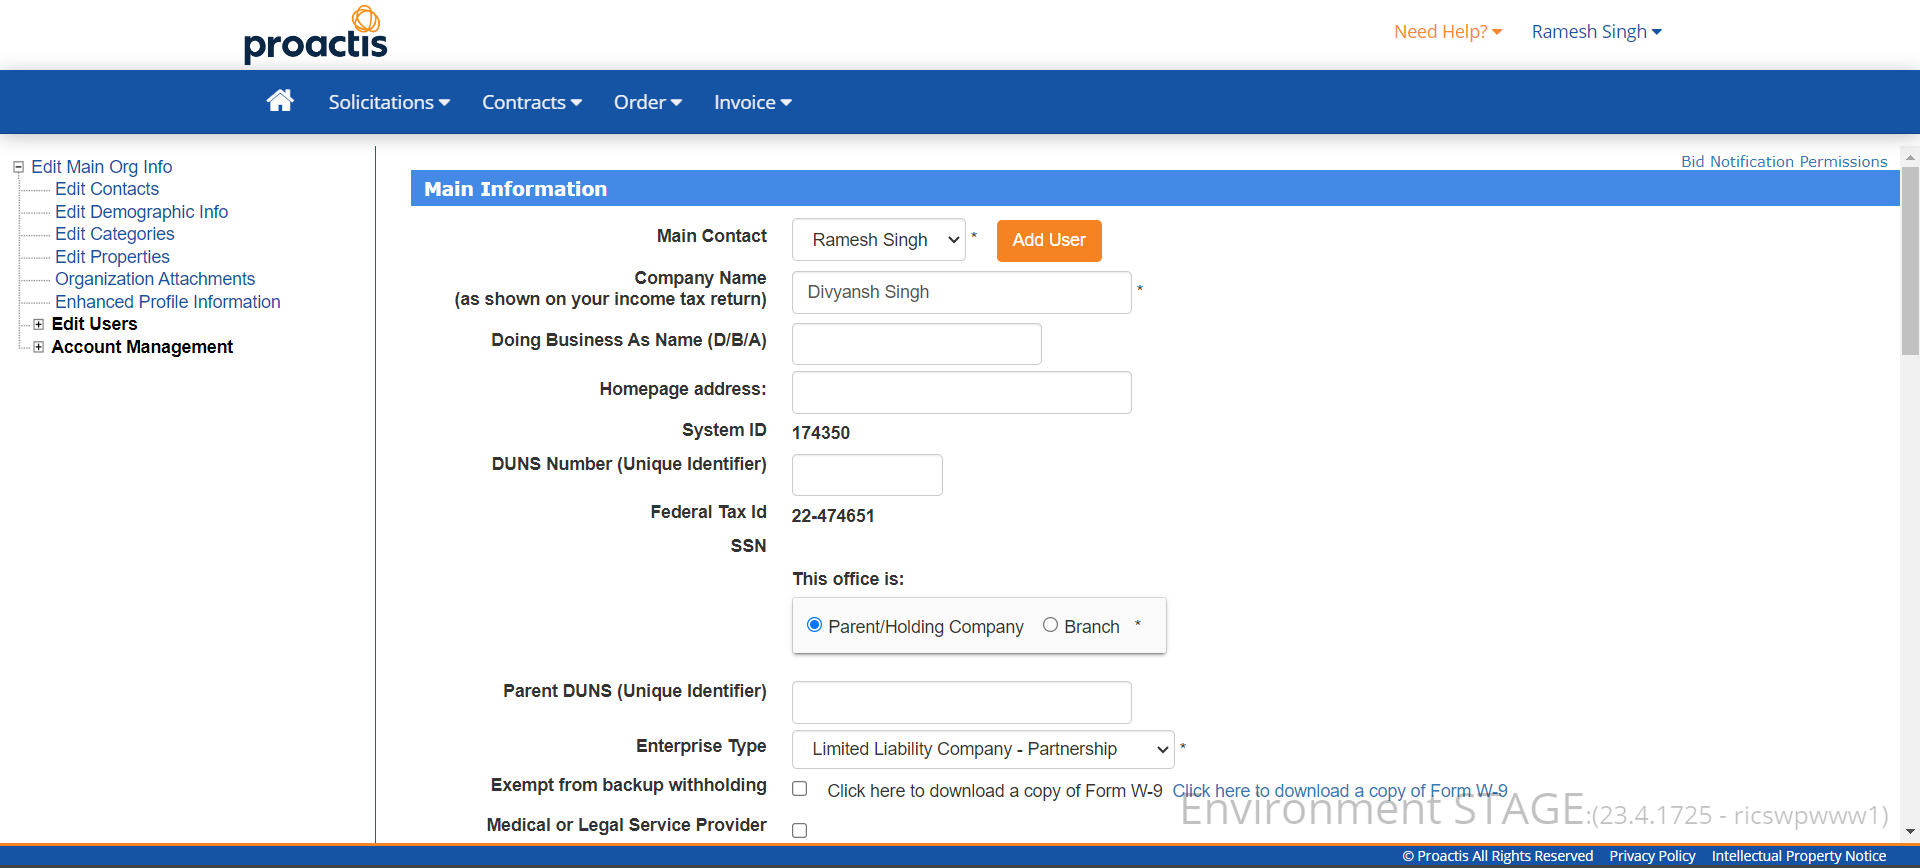 proactis
Need Help?
Ramesh Singh
Solicitations
Contracts
Order
Invoice
Edit Main Org Info
Edit Contacts
Edit Demographic Info
Edit Categories
Edit Properties
Organization Attachments
Enhanced Profile Information
Edit Users
Account Management
Bid Notification Permissions
Main Information
Main Contact Ramesh Singh * Add User
Company Name
(as shown on your income tax return) Divyansh Singh *
Doing Business As Name (D/B/A)
Homepage address:
System ID 174350
DUNS Number (Unique Identifier)
Federal Tax Id 22-474651
SSN
This office is:
Parent/Holding Company Branch *
Parent DUNS (Unique Identifier)
Enterprise Type Limited Liability Company - Partnership *
Exempt from backup withholding Click here to download a copy of Form W-9 Click here to download a copy of Form W-9
Environment STAGE:(23.4.1725 - ricswpwww1)
Medical or Legal Service Provider
© Proactis All Rights Reserved Privacy Policy Intellectual Property Notice